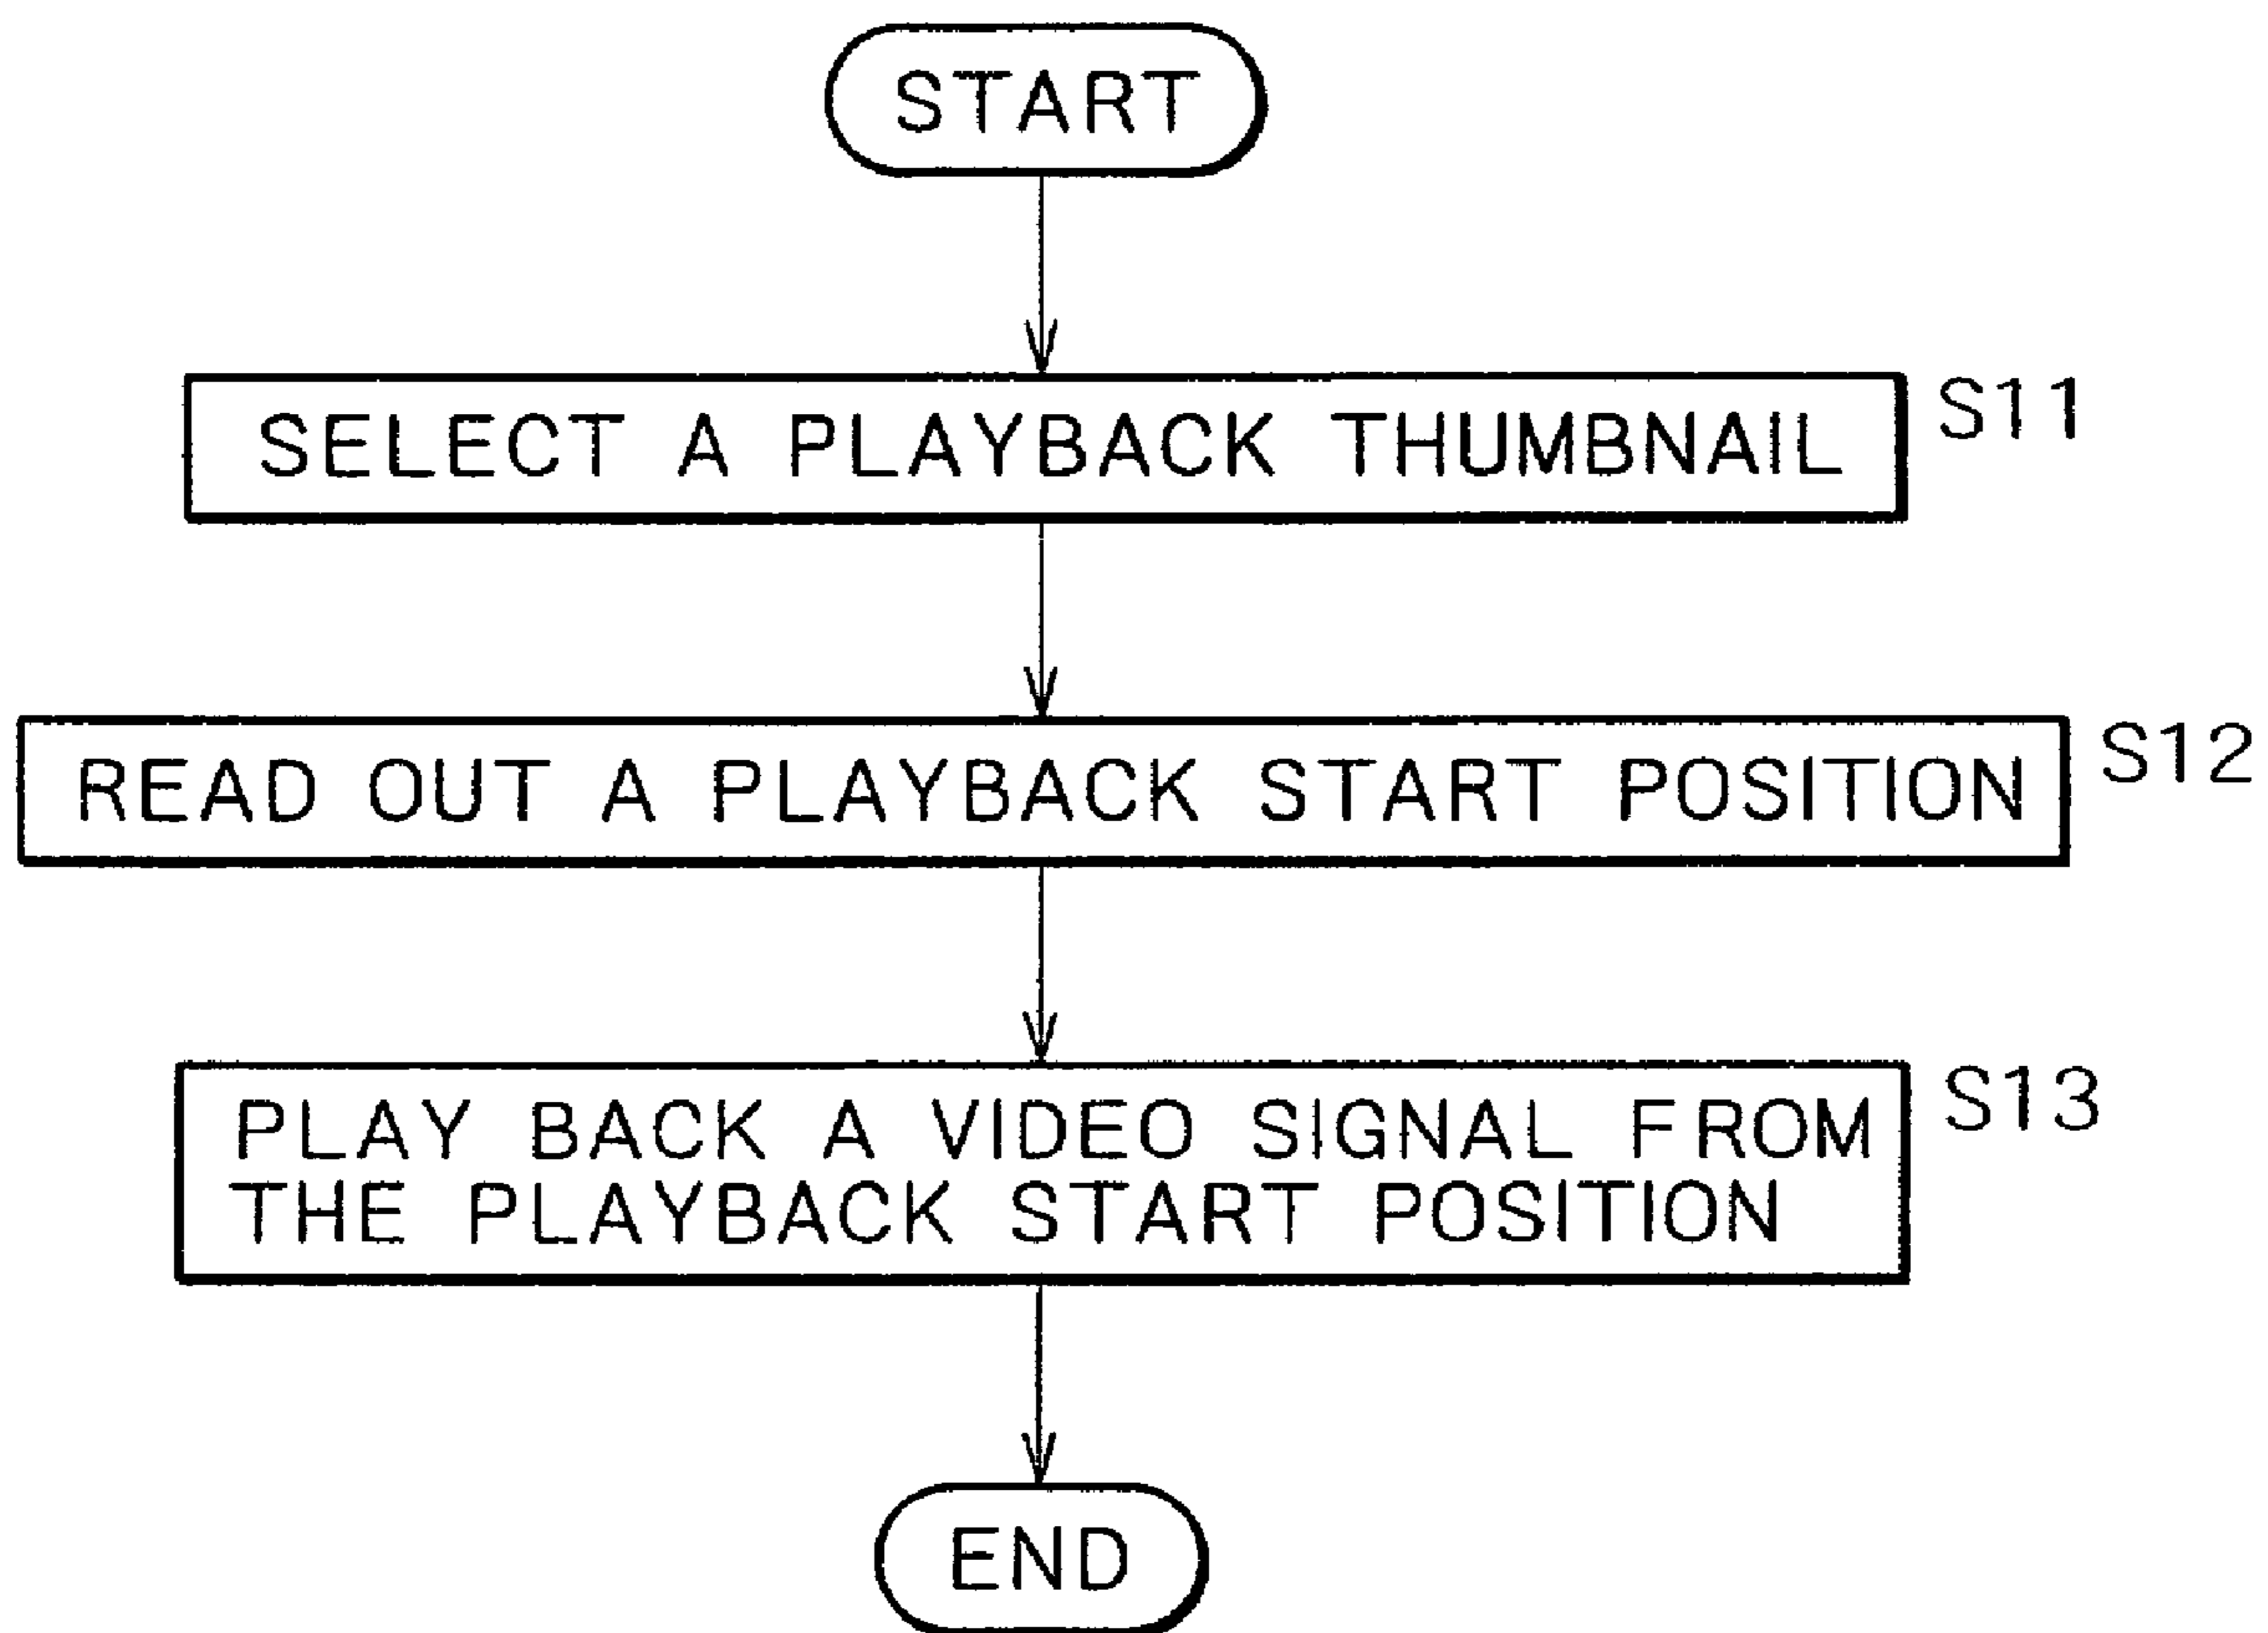 START
SELECT A PLAYBACK THUMBNAIL
S11
READ OUT A PLAYBACK START POSITION
S12
PLAY BACK A VIDEO SIGNAL FROM
THE PLAYBACK START POSITION
S13
END